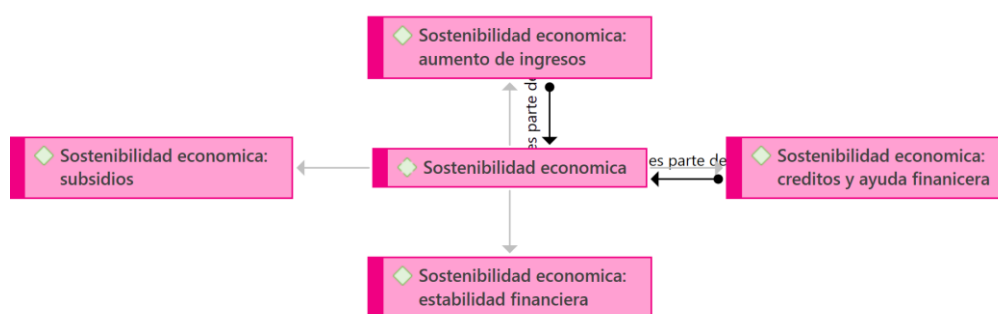 Sostenibilidad economica:
aumento de ingresos
es parte de
Sostenibilidad economica:
subsidios
Sostenibilidad economica
es parte de
Sostenibilidad economica:
creditos y ayuda finanicera
Sostenibilidad economica:
estabilidad financiera